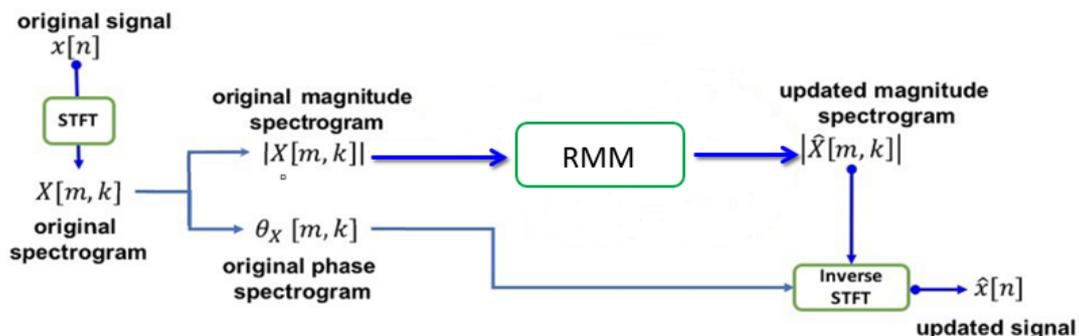 original signal
x[n]
STFT
X[m, k]
original
spectrogram
original magnitude
spectrogram
|X[m, k]|
θ_X [m, k]
original phase
spectrogram
RMM
updated magnitude
spectrogram
|X̂[m, k]|
Inverse
STFT
x̂[n]
updated signal